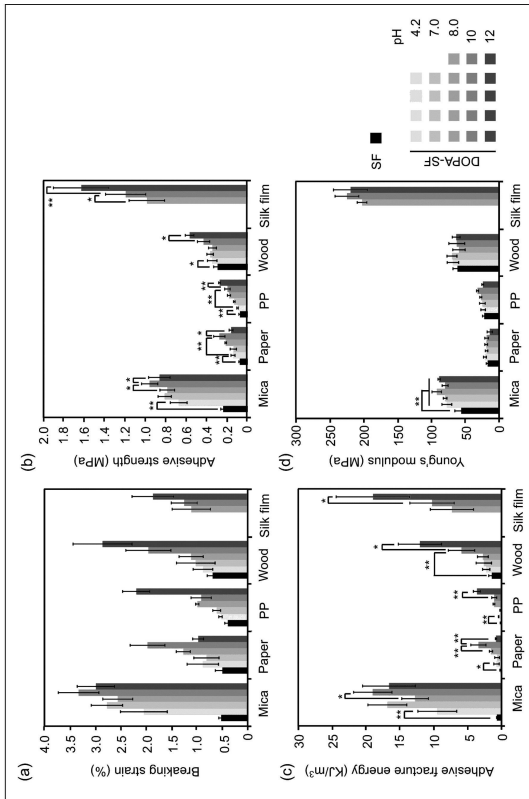 (a)
Breaking strain (%)
4.0
3.5
3.0
2.5
2.0
1.5
1.0
0.5
0
Mica Paper PP Wood Silk film
(b)
Adhesive strength (MPa)
2.0
1.8
1.6
1.4
1.2
1.0
0.8
0.6
0.4
0.2
0
** * * ** ** * ** ** ** ** * * * **
Mica Paper PP Wood Silk film
(c)
Adhesive fracture energy (KJ/m³)
30
25
20
15
10
5
0
** * * ** ** ** ** ** * *
Mica Paper PP Wood Silk film
(d)
Young's modulus (MPa)
300
250
200
150
100
50
0
**
Mica Paper PP Wood Silk film
SF
DOPA-SF
pH
4.2
7.0
8.0
10
12